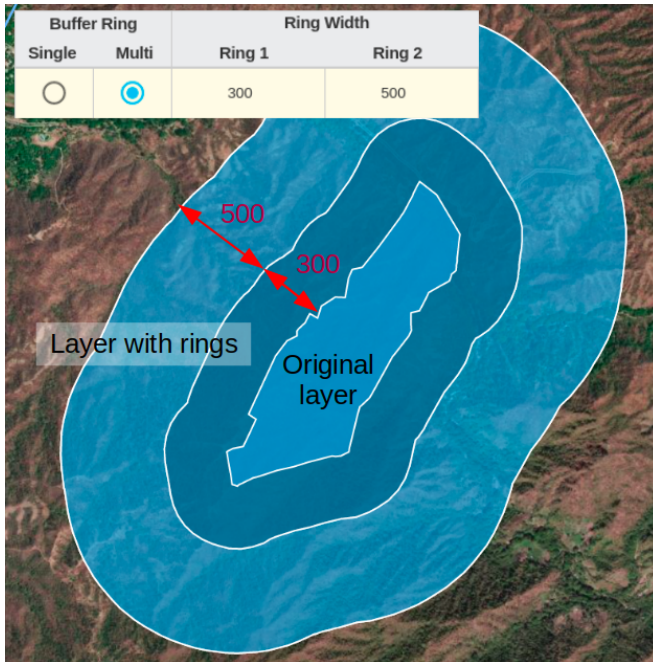 Buffer Ring Ring Width
Single Multi Ring 1 Ring 2
300 500
500
300
Layer with rings
Original
layer